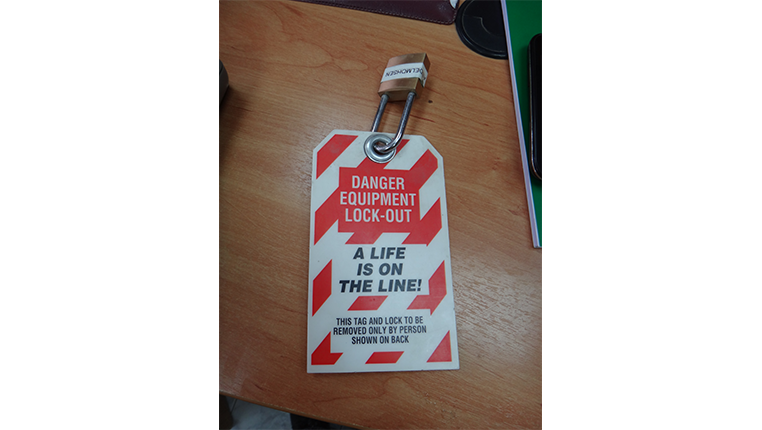 DELMOHSEN
DANGER
EQUIPMENT
LOCK-OUT
A LIFE
IS ON
THE LINE!
THIS TAG AND LOCK TO BE
REMOVED ONLY BY PERSON
SHOWN ON BACK